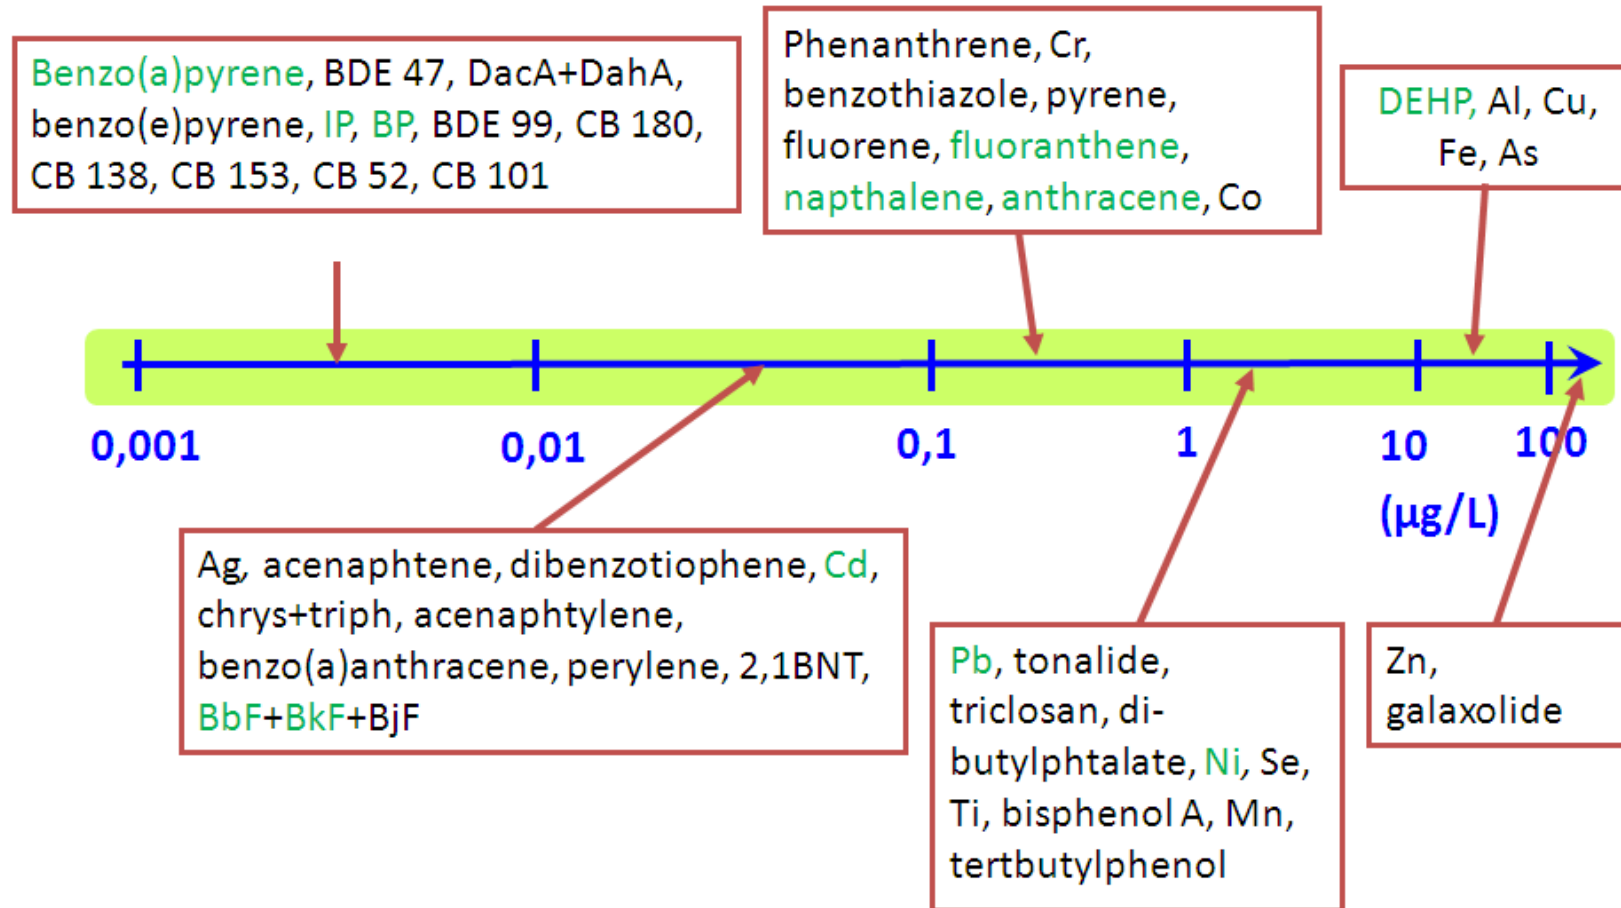 Benzo(a)pyrene, BDE 47, DacA+DahA,
benzo(e)pyrene, IP, BP, BDE 99, CB 180,
CB 138, CB 153, CB 52, CB 101
Phenanthrene, Cr,
benzothiazole, pyrene,
fluorene, fluoranthene,
napthalene, anthracene, Co
DEHP, Al, Cu,
Fe, As
0,001
0,01
0,1
1
10
100
(µg/L)
Ag, acenaphtene, dibenzotiophene, Cd,
chrys+triph, acenaphtylene,
benzo(a)anthracene, perylene, 2,1BNT,
BbF+BkF+BjF
Pb, tonalide,
triclosan, di-
butylphtalate, Ni, Se,
Ti, bisphenol A, Mn,
tertbutylphenol
Zn,
galaxolide